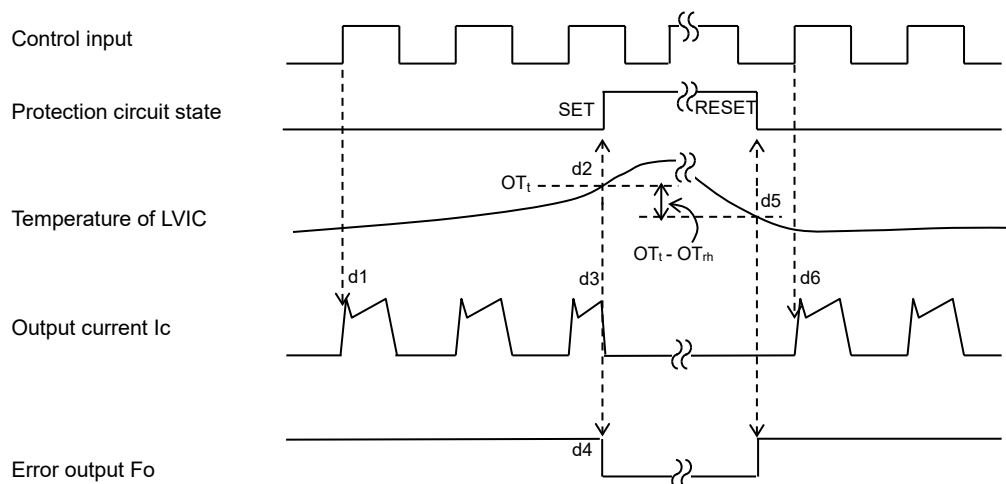 Control input
Protection circuit state
SET
RESET
d2
OTt
d5
Temperature of LVIC
OTt - OTrh
d1
d3
d6
Output current Ic
d4
Error output Fo